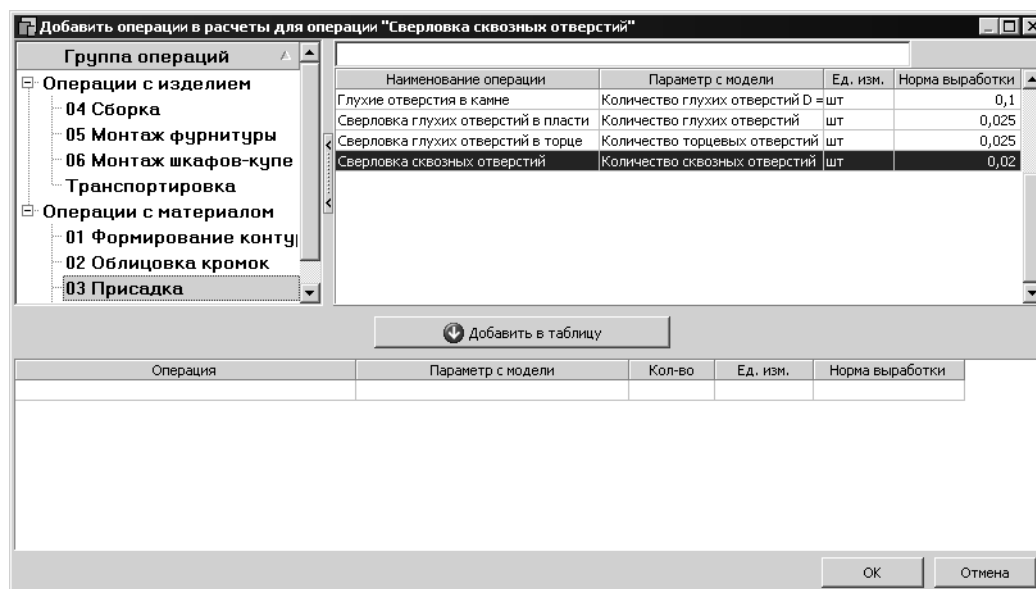 Добавить операции в расчеты для операции "Сверловка сквозных отверстий"
Группа операций
Операции с изделием
04 Сборка
05 Монтаж фурнитуры
06 Монтаж шкафов-купе
Транспортировка
Операции с материалом
01 Формирование конту
02 Облицовка кромок
03 Присадка
Наименование операции Параметр с модели Ед. изм. Норма выработки
Глухие отверстия в камне Количество глухих отверстий D = шт 0,1
Сверловка глухих отверстий в пласти Количество глухих отверстий шт 0,025
Сверловка глухих отверстий в торце Количество торцевых отверстий шт 0,025
Сверловка сквозных отверстий Количество сквозных отверстий шт 0,02
Добавить в таблицу
Операция Параметр с модели Кол-во Ед. изм. Норма выработки
OK Отмена